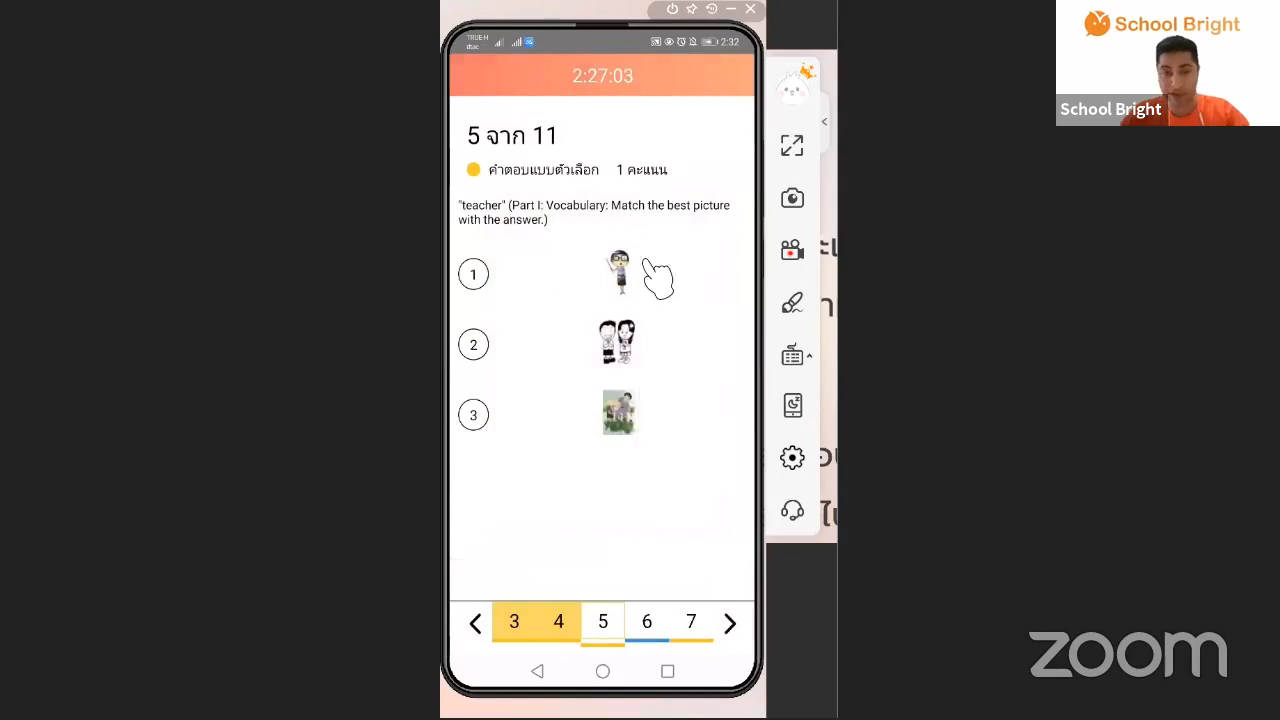 TRUE-H
dtac
2:32
2:27:03
5 จาก 11
คำตอบแบบตัวเลือก 1 คะแนน
"teacher" (Part I: Vocabulary: Match the best picture
with the answer.)
1
2
3
3 4 5 6 7
School Bright
School Bright
zoom